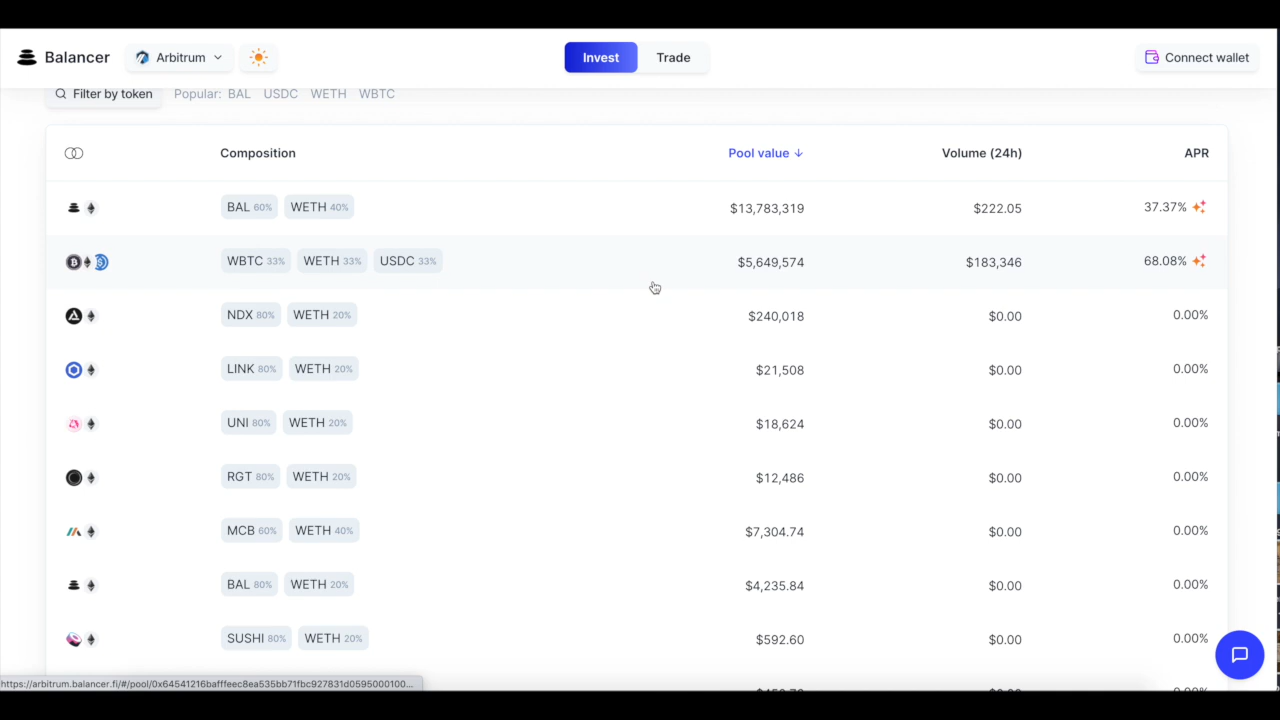 Balancer Arbitrum Invest Trade Connect wallet
Filter by token Popular: BAL USDC WETH WBTC
Composition Pool value ↓ Volume (24h) APR
BAL 60% WETH 40% $13,783,319 $222.05 37.37%
WBTC 33% WETH 33% USDC 33% $5,649,574 $183,346 68.08%
NDX 80% WETH 20% $240,018 $0.00 0.00%
LINK 80% WETH 20% $21,508 $0.00 0.00%
UNI 80% WETH 20% $18,624 $0.00 0.00%
RGT 80% WETH 20% $12,486 $0.00 0.00%
MCB 60% WETH 40% $7,304.74 $0.00 0.00%
BAL 80% WETH 20% $4,235.84 $0.00 0.00%
SUSHI 80% WETH 20% $592.60 $0.00 0.00%
https://arbitrum.balancer.fi/#/pool/0x64541216bafffeec8ea535bb71fbc927831d0595000100...